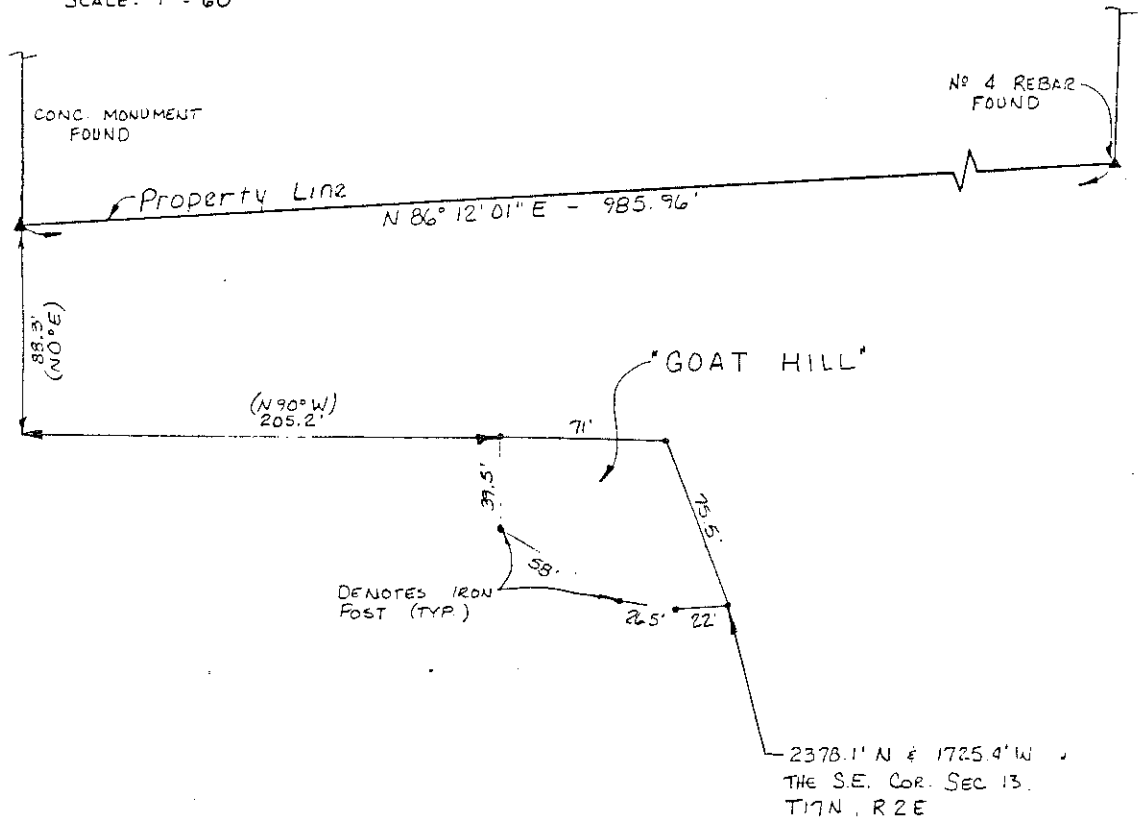 SCALE: 1" = 60'
CONC. MONUMENT
FOUND
Nº 4 REBAR
FOUND
Property Line
N 86° 12' 01" E - 985.96'
88.3'
(N0°E)
"GOAT HILL"
(N90°W)
205.2'
71'
39.5'
75.5'
58'
DENOTES IRON
POST (TYP.)
26.5'
22'
2378.1' N & 1725.4' W
THE S.E. COR. SEC 13.
T17N, R2E